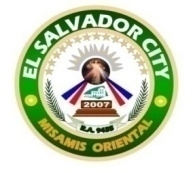 EL SALVADOR CITY
2007
R.A. 9435
MISAMIS ORIENTAL